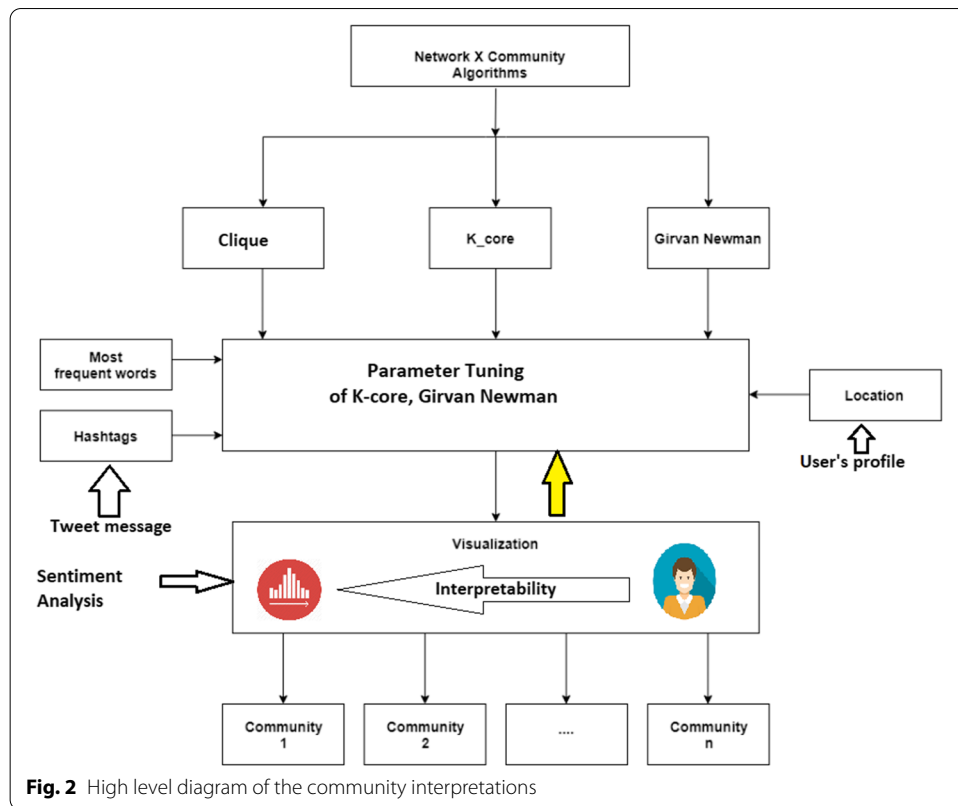 Network X Community
Algorithms
Clique
K_core
Girvan Newman
Most
frequent words
Parameter Tuning
of K-core, Girvan Newman
Location
Hashtags
User's profile
Tweet message
Visualization
Sentiment
Analysis
Interpretability
Community
1
Community
2
....
Community
n
Fig. 2 High level diagram of the community interpretations